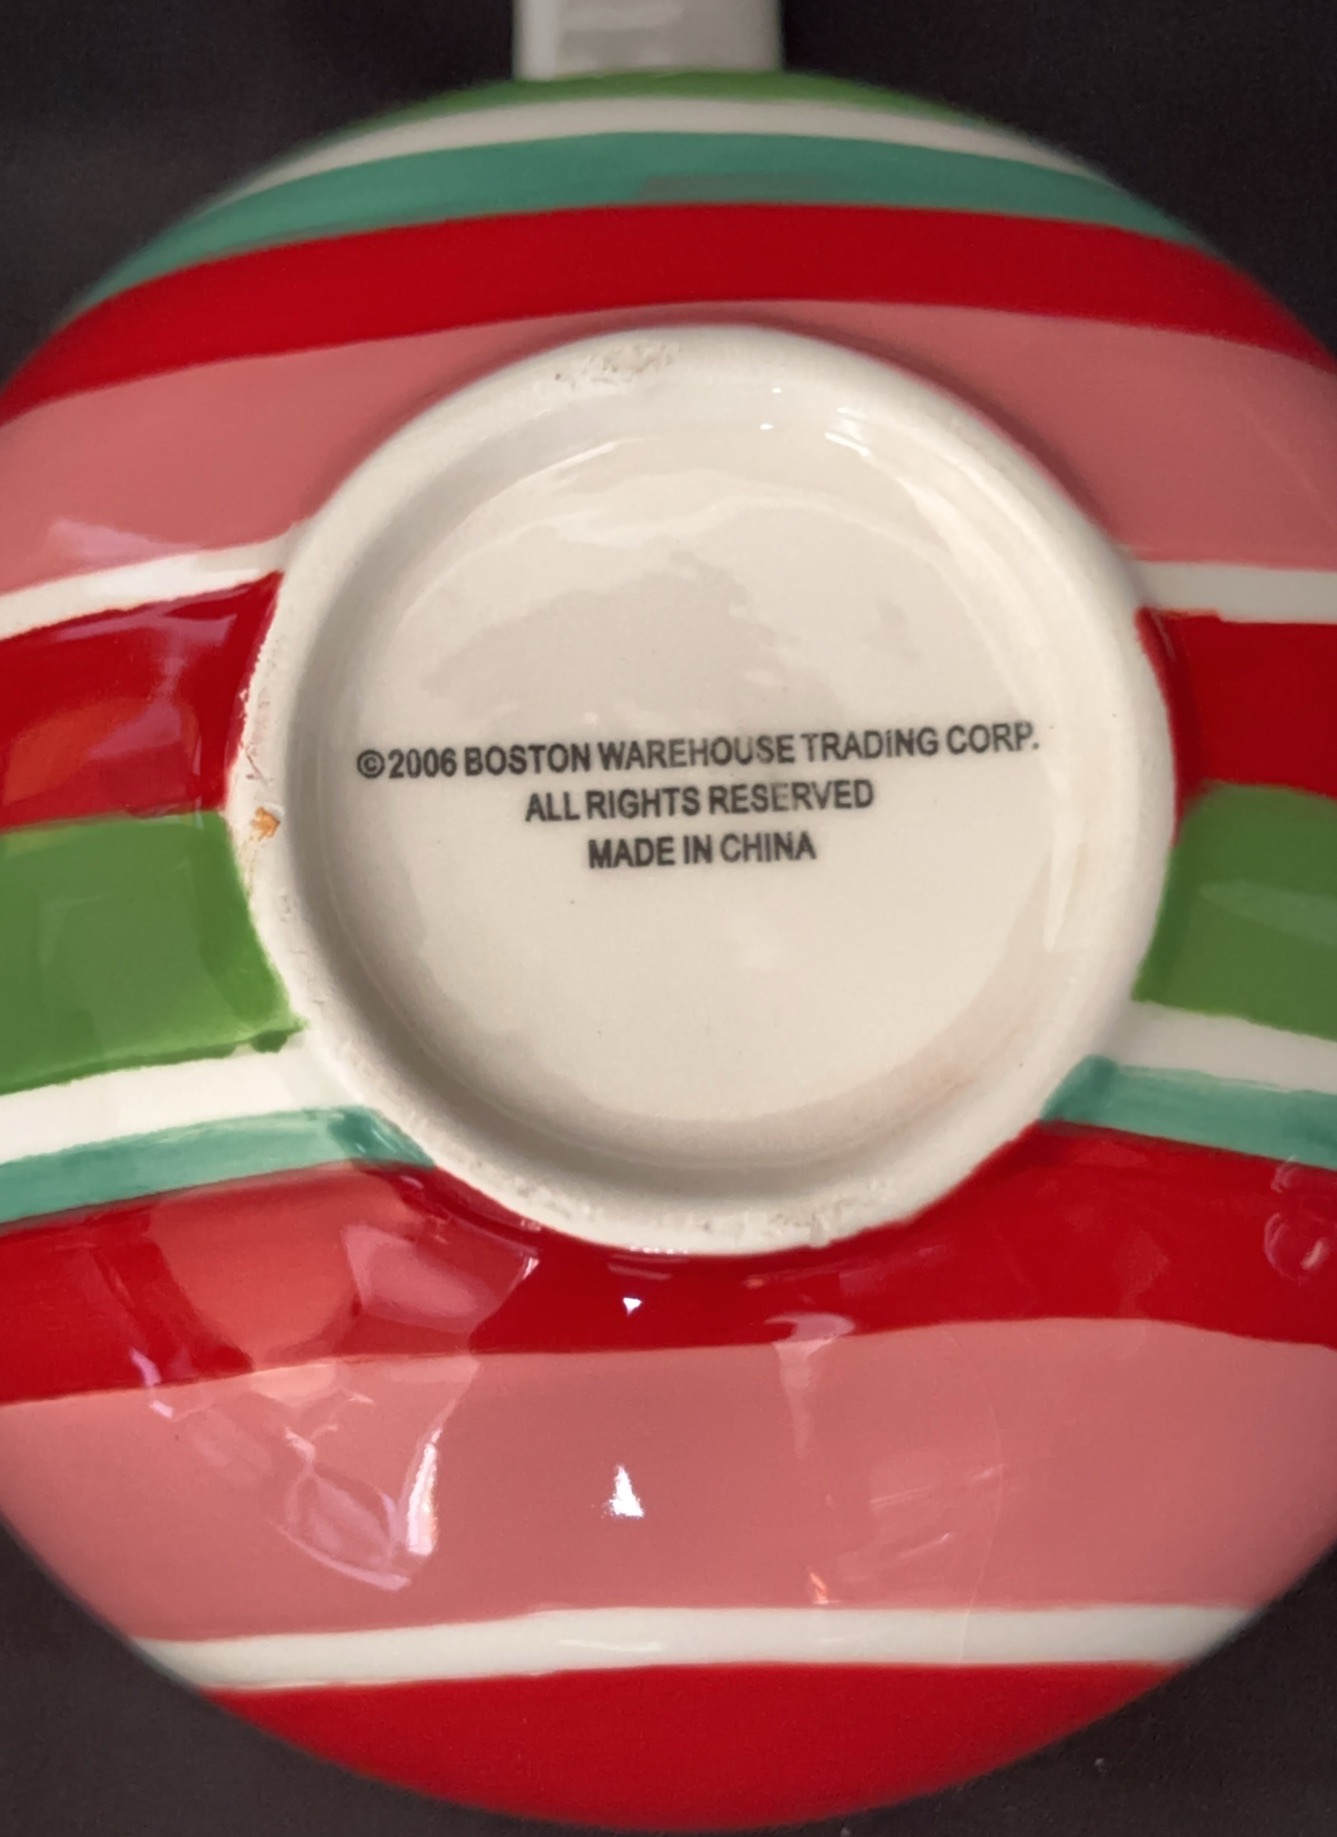 ©2006 BOSTON WAREHOUSE TRADING CORP.
ALL RIGHTS RESERVED
MADE IN CHINA